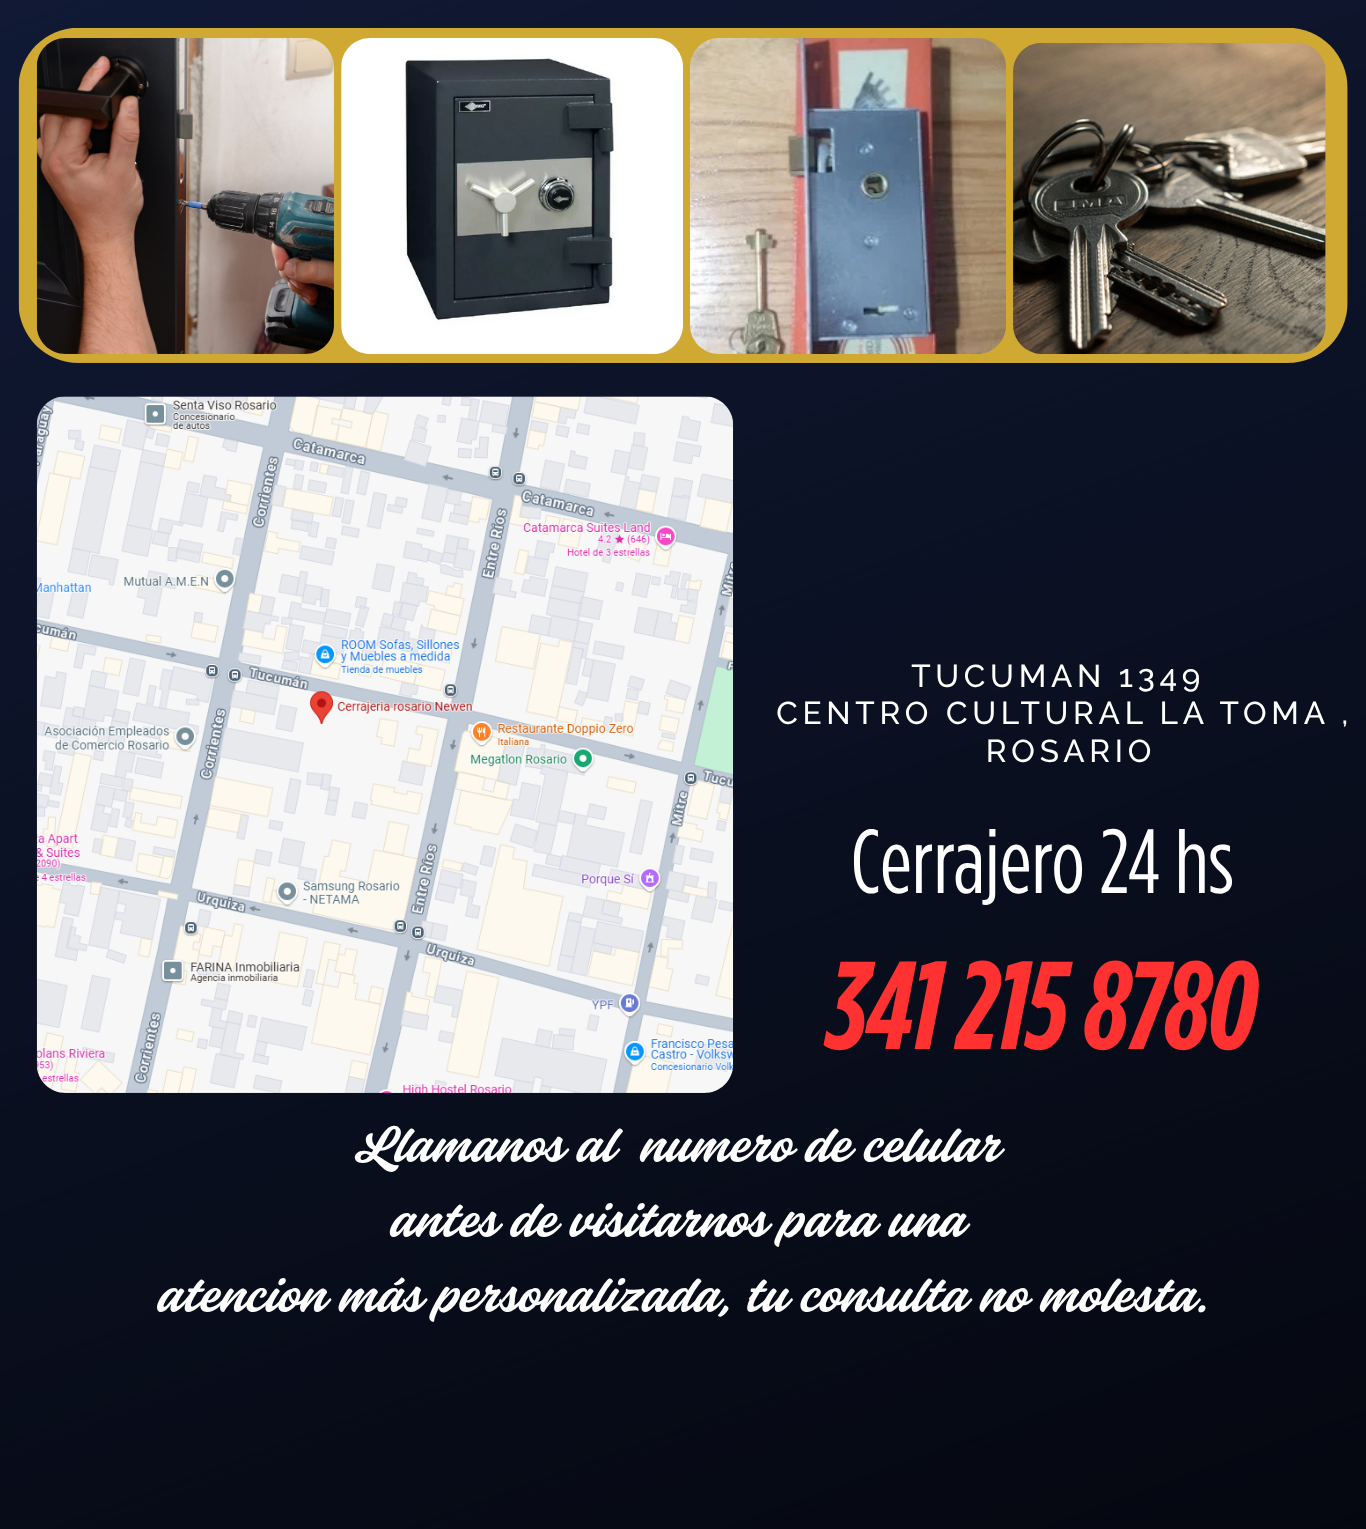 Senta Viso Rosario
Concesionario
de autos
Catamarca
Corrientes
Catamarca
Catamarca Suites Land
4.2 ★ (646)
Hotel de 3 estrellas
Entre Ríos
Mutual A.M.E.N
Manhattan
ROOM Sofas, Sillones
y Muebles a medida
Tienda de muebles
Tucumán
Cerrajeria rosario Newen
Restaurante Doppio Zero
Italiana
Megatlon Rosario
Asociación Empleados
de Comercio Rosario
Corrientes
Mitre
Entre Ríos
Samsung Rosario
- NETAMA
Porque Sí
Urquiza
Urquiza
FARINA Inmobiliaria
Agencia inmobiliaria
YPF
Corrientes
High Hostel Rosario
TUCUMAN 1349
CENTRO CULTURAL LA TOMA ,
ROSARIO
Cerrajero 24 hs
341 215 8780
Llamanos al numero de celular
antes de visitarnos para una
atencion más personalizada, tu consulta no molesta.